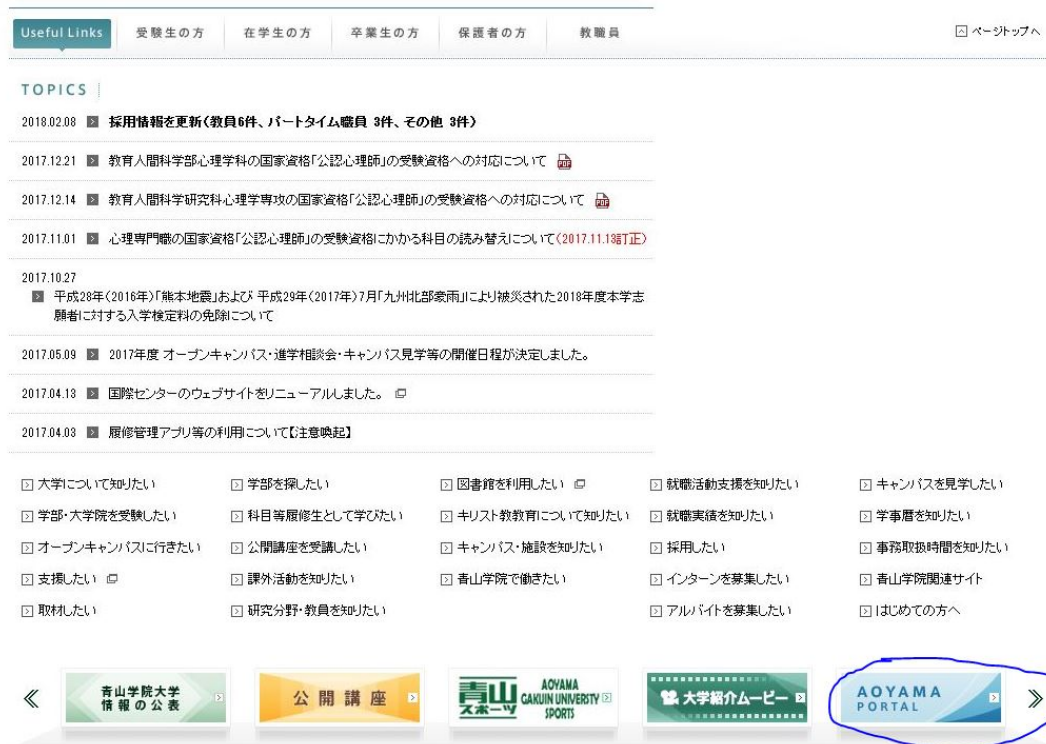 Useful Links 受験生の方 在学生の方 卒業生の方 保護者の方 教職員 ページトップへ
TOPICS
2018.02.08 採用情報を更新（教員6件、パートタイム職員 3件、その他 3件）
2017.12.21 教育人間科学部心理学科の国家資格「公認心理師」の受験資格への対応について PDF
2017.12.14 教育人間科学研究科心理学専攻の国家資格「公認心理師」の受験資格への対応について PDF
2017.11.01 心理専門職の国家資格「公認心理師」の受験資格にかかる科目の読み替えについて（2017.11.13訂正）
2017.10.27
平成28年（2016年）「熊本地震」および 平成29年（2017年）7月「九州北部豪雨」により被災された2018年度本学志
願者に対する入学検定料の免除について
2017.05.09 2017年度 オープンキャンパス・進学相談会・キャンパス見学等の開催日程が決定しました。
2017.04.13 国際センターのウェブサイトをリニューアルしました。
2017.04.03 履修管理アプリ等の利用について【注意喚起】
大学について知りたい 学部を探したい 図書館を利用したい 就職活動支援を知りたい キャンパスを見学したい
学部・大学院を受験したい 科目等履修生として学びたい キリスト教教育について知りたい 就職実績を知りたい 学事暦を知りたい
オープンキャンパスに行きたい 公開講座を受講したい キャンパス・施設を知りたい 採用したい 事務取扱時間を知りたい
支援したい 課外活動を知りたい 青山学院で働きたい インターンを募集したい 青山学院関連サイト
取材したい 研究分野・教員を知りたい アルバイトを募集したい はじめての方へ
青山学院大学
情報の公表
公開講座
青山
スポーツ
AOYAMA
GAKUIN UNIVERSTY
SPORTS
大学紹介ムービー
AOYAMA
PORTAL